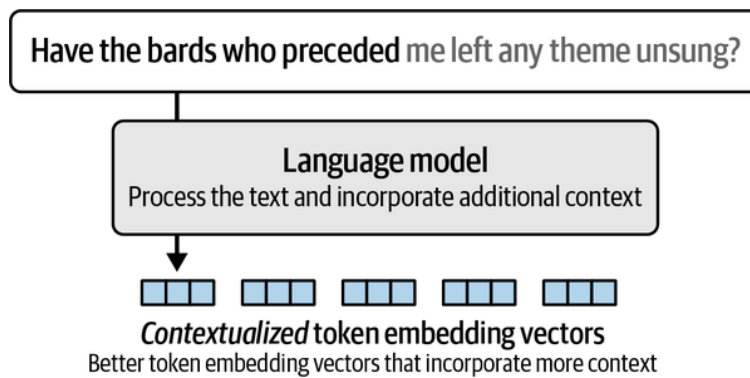 Have the bards who preceded me left any theme unsung?
Language model
Process the text and incorporate additional context
Contextualized token embedding vectors
Better token embedding vectors that incorporate more context